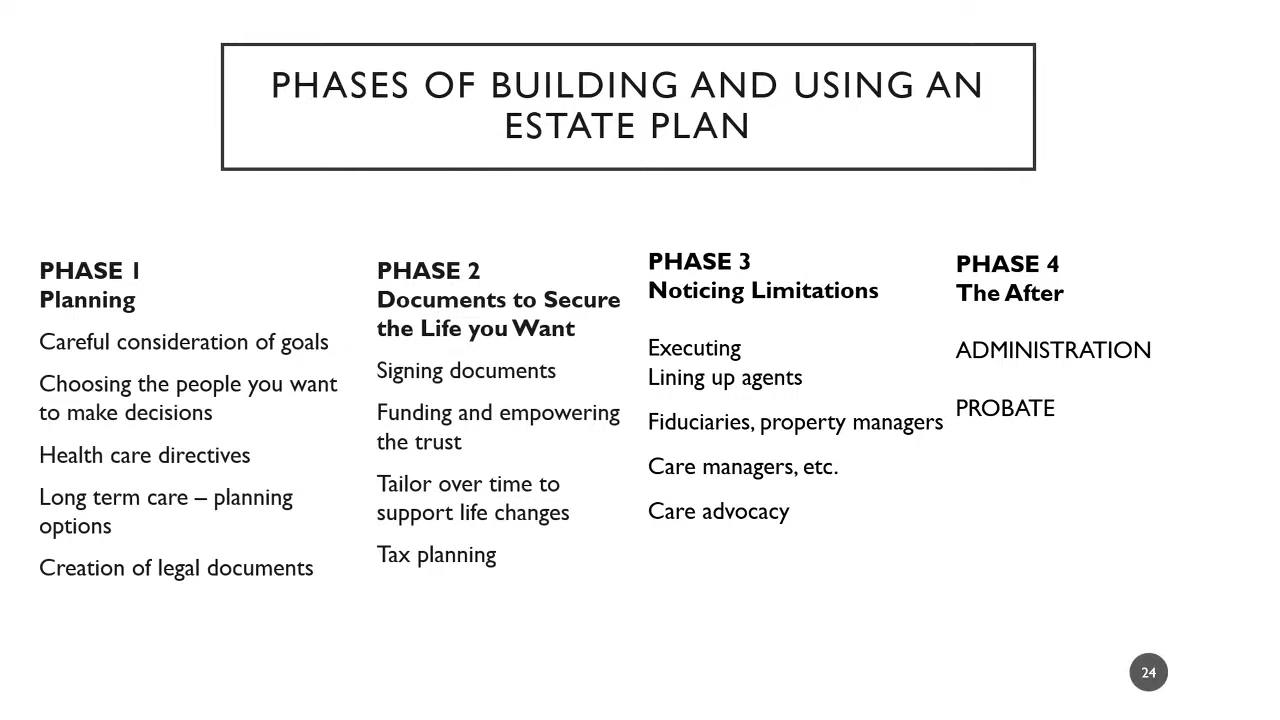 PHASES OF BUILDING AND USING AN
ESTATE PLAN
PHASE 1
Planning
Careful consideration of goals
Choosing the people you want
to make decisions
Health care directives
Long term care – planning
options
Creation of legal documents
PHASE 2
Documents to Secure
the Life you Want
Signing documents
Funding and empowering
the trust
Tailor over time to
support life changes
Tax planning
PHASE 3
Noticing Limitations
Executing
Lining up agents
Fiduciaries, property managers
Care managers, etc.
Care advocacy
PHASE 4
The After
ADMINISTRATION
PROBATE
24